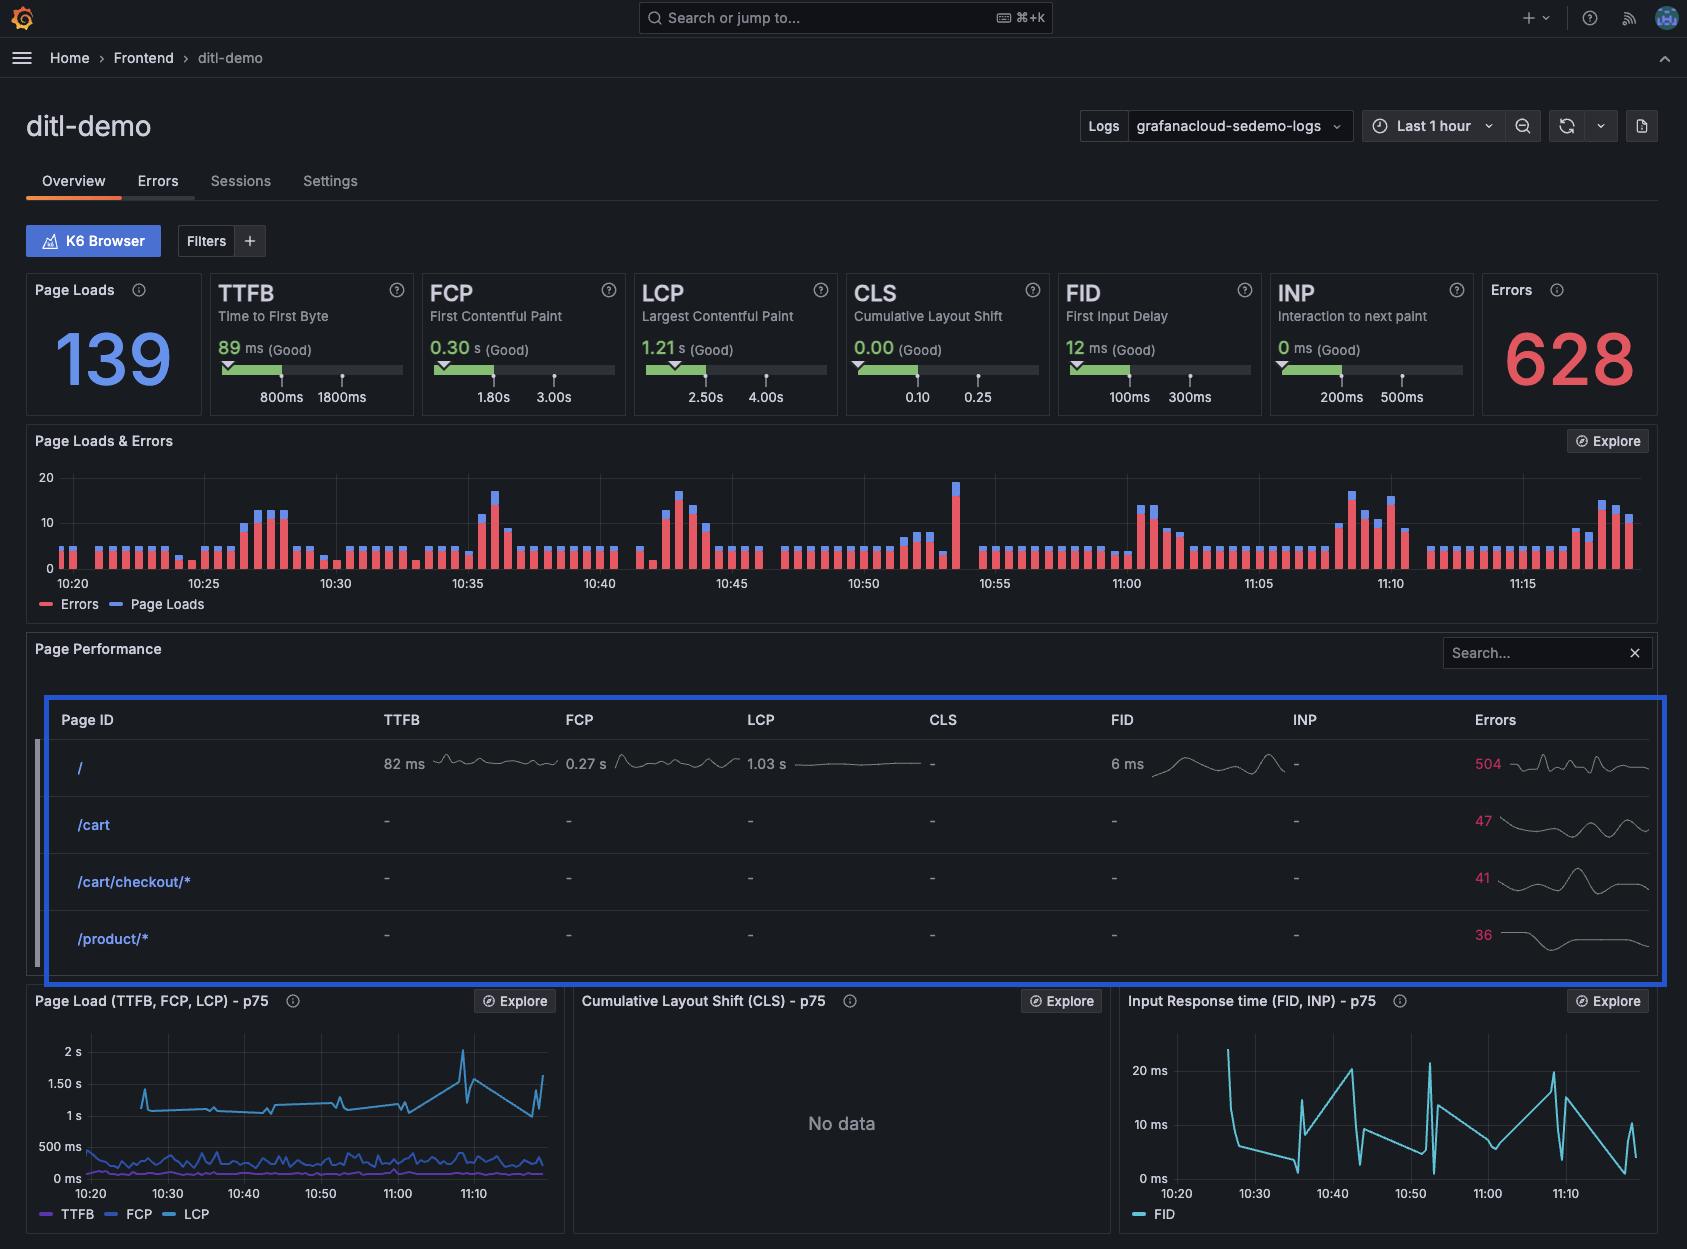 Search or jump to...
⌘+k
Home › Frontend › ditl-demo
ditl-demo
Logs
grafanacloud-sedemo-logs
Last 1 hour
Overview
Errors
Sessions
Settings
K6 Browser
Filters
+
Page Loads
139
TTFB
Time to First Byte
89 ms (Good)
800ms 1800ms
FCP
First Contentful Paint
0.30 s (Good)
1.80s 3.00s
LCP
Largest Contentful Paint
1.21 s (Good)
2.50s 4.00s
CLS
Cumulative Layout Shift
0.00 (Good)
0.10 0.25
FID
First Input Delay
12 ms (Good)
100ms 300ms
INP
Interaction to next paint
0 ms (Good)
200ms 500ms
Errors
628
Page Loads & Errors
Explore
20
10
0
10:20 10:25 10:30 10:35 10:40 10:45 10:50 10:55 11:00 11:05 11:10 11:15
Errors Page Loads
Page Performance
Search...
Page ID TTFB FCP LCP CLS FID INP Errors
/ 82 ms 0.27 s 1.03 s - 6 ms - 504
/cart - - - - - - 47
/cart/checkout/* - - - - - - 41
/product/* - - - - - - 36
Page Load (TTFB, FCP, LCP) - p75
Explore
2 s
1.50 s
1 s
500 ms
0 ms
10:20 10:30 10:40 10:50 11:00 11:10
TTFB FCP LCP
Cumulative Layout Shift (CLS) - p75
Explore
No data
Input Response time (FID, INP) - p75
Explore
20 ms
10 ms
0 ms
10:20 10:30 10:40 10:50 11:00 11:10
FID